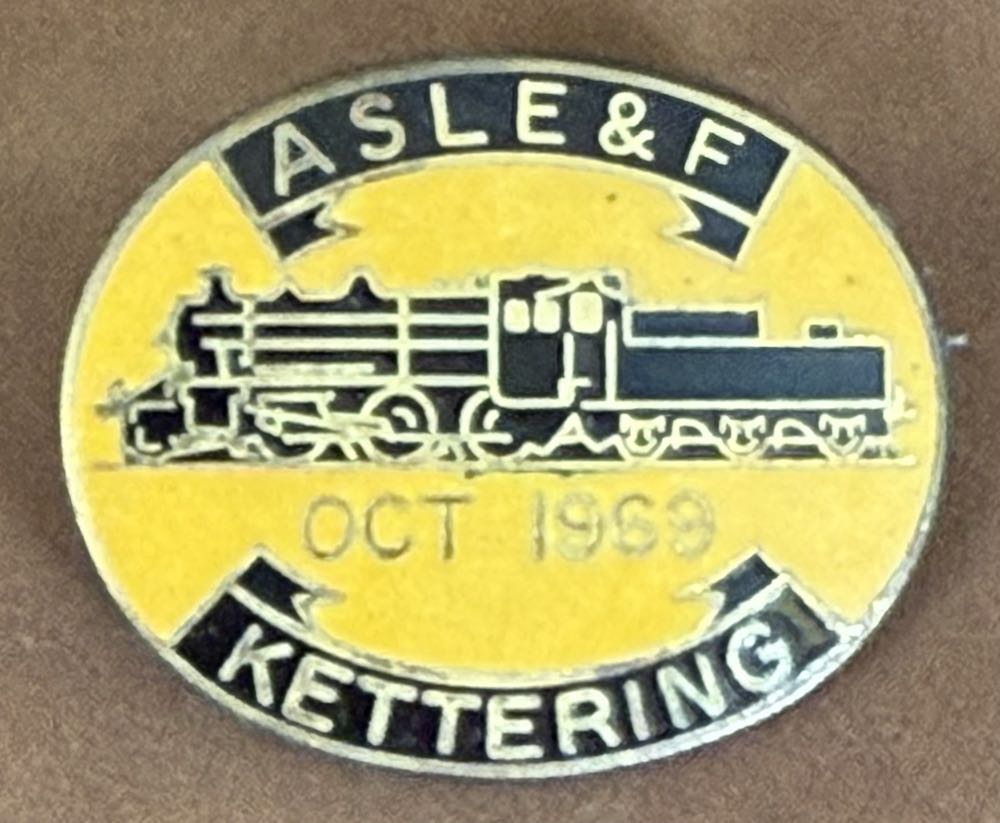 ASLE&F
OCT 1969
KETTERING